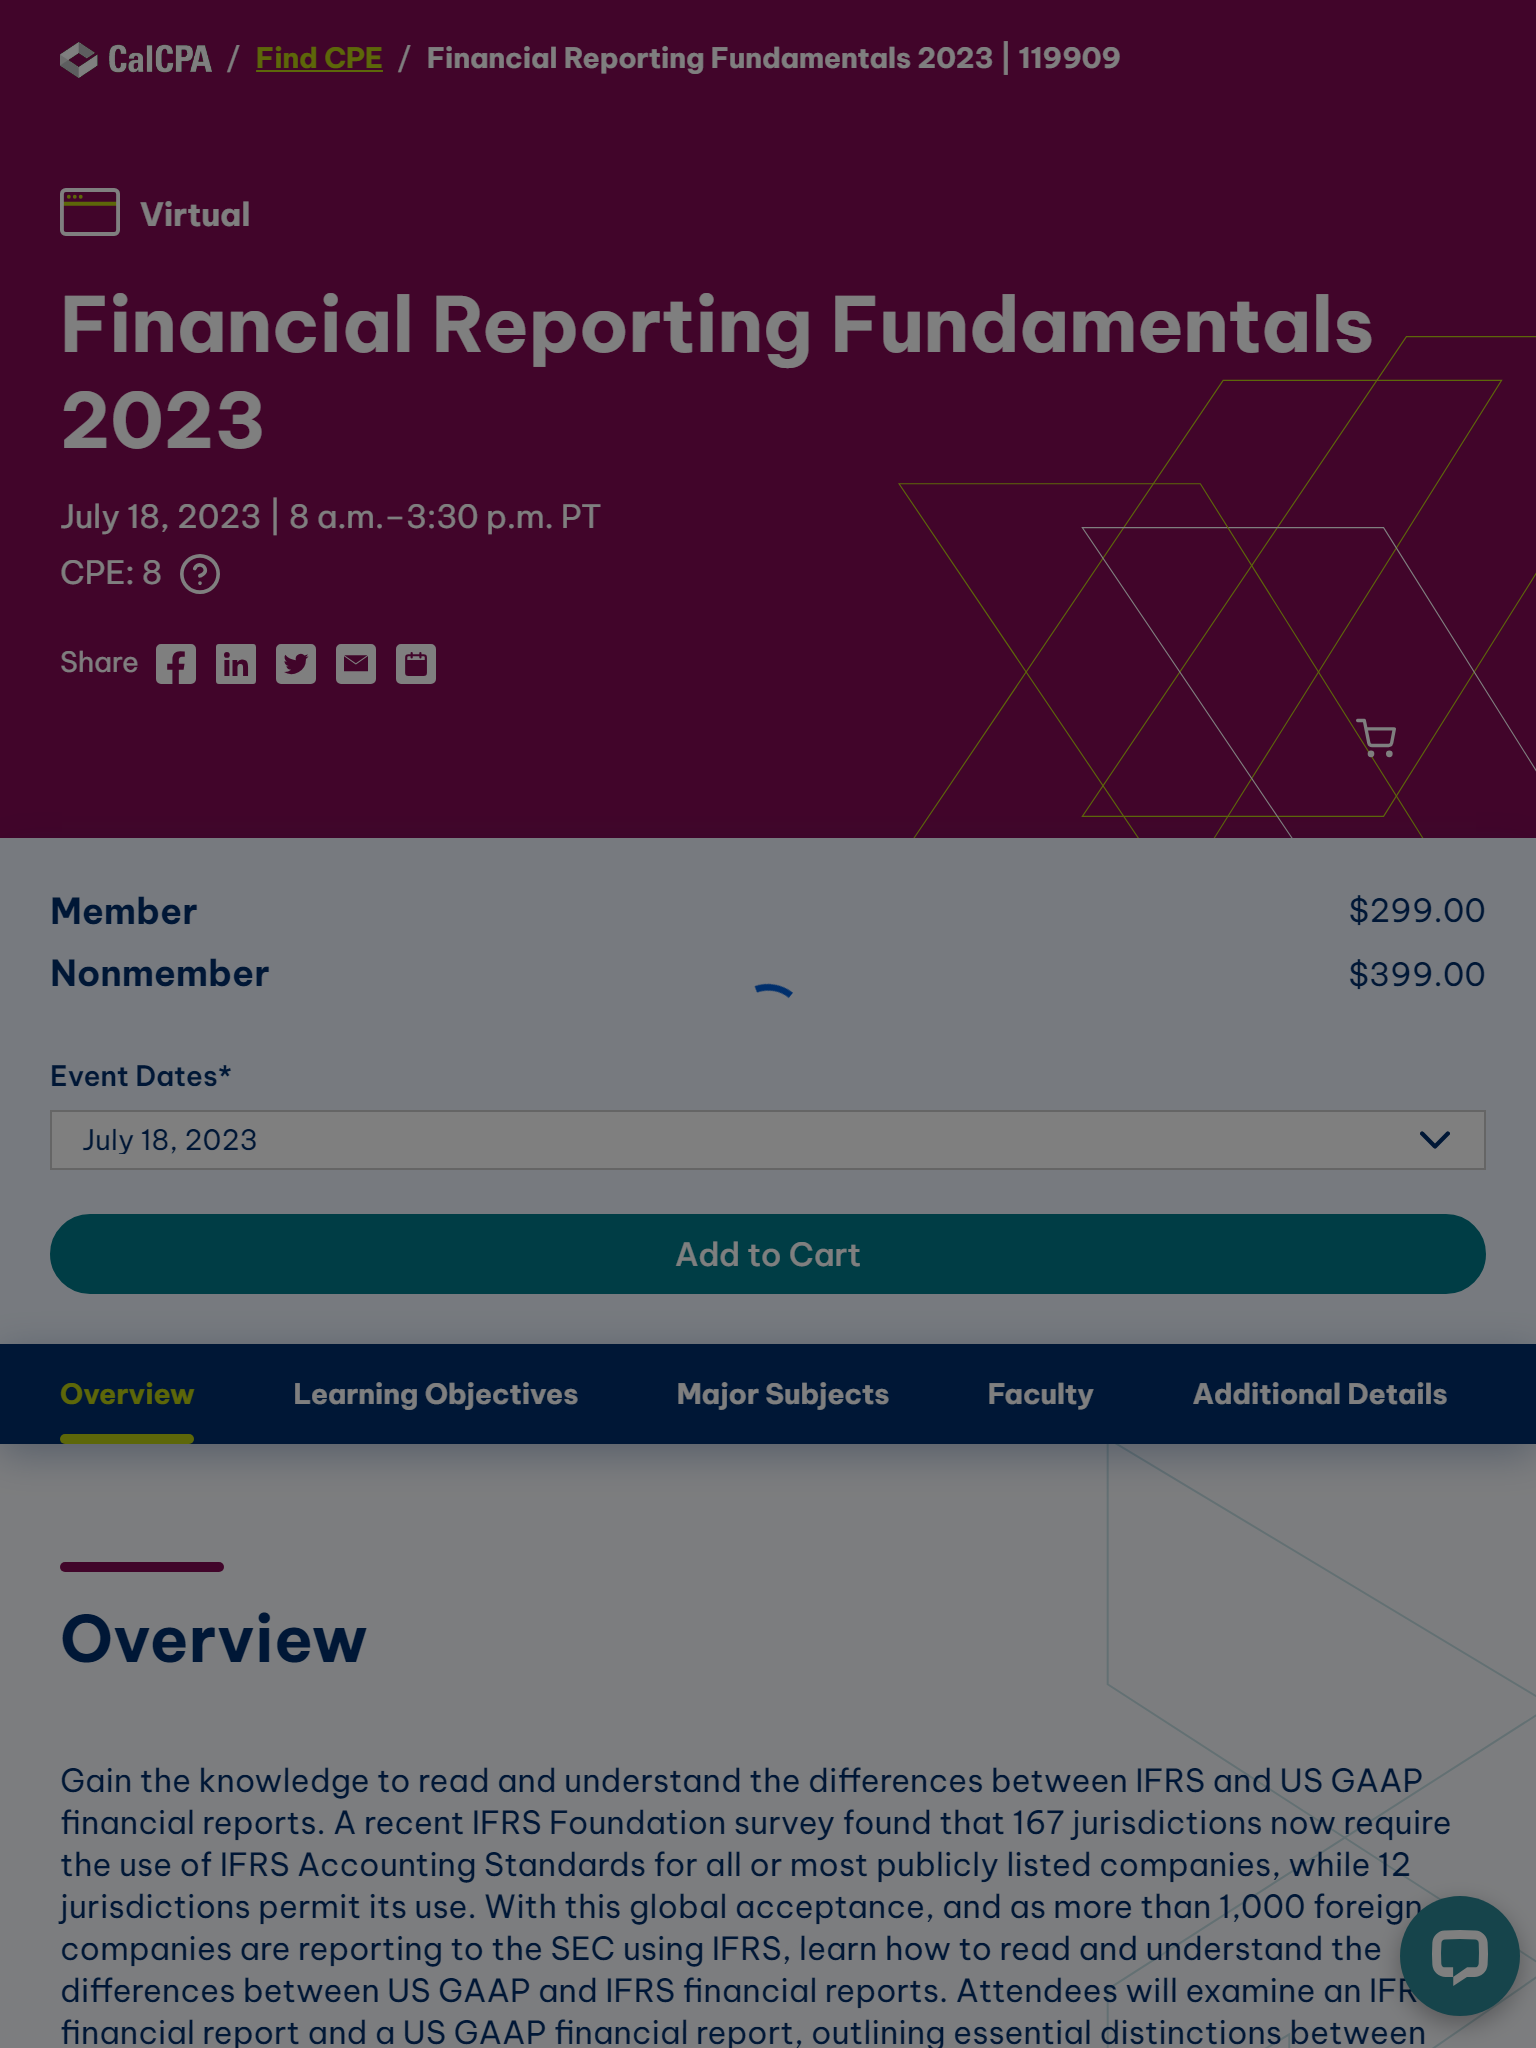 CalCPA / Find CPE / Financial Reporting Fundamentals 2023 | 119909
Virtual
Financial Reporting Fundamentals
2023
July 18, 2023 | 8 a.m.–3:30 p.m. PT
CPE: 8 ?
Share
Member $299.00
Nonmember $399.00
Event Dates*
July 18, 2023
Add to Cart
Overview Learning Objectives Major Subjects Faculty Additional Details
Overview
Gain the knowledge to read and understand the differences between IFRS and US GAAP
financial reports. A recent IFRS Foundation survey found that 167 jurisdictions now require
the use of IFRS Accounting Standards for all or most publicly listed companies, while 12
jurisdictions permit its use. With this global acceptance, and as more than 1,000 foreign
companies are reporting to the SEC using IFRS, learn how to read and understand the
differences between US GAAP and IFRS financial reports. Attendees will examine an
financial report and a US GAAP financial report, outlining essential distinctions between